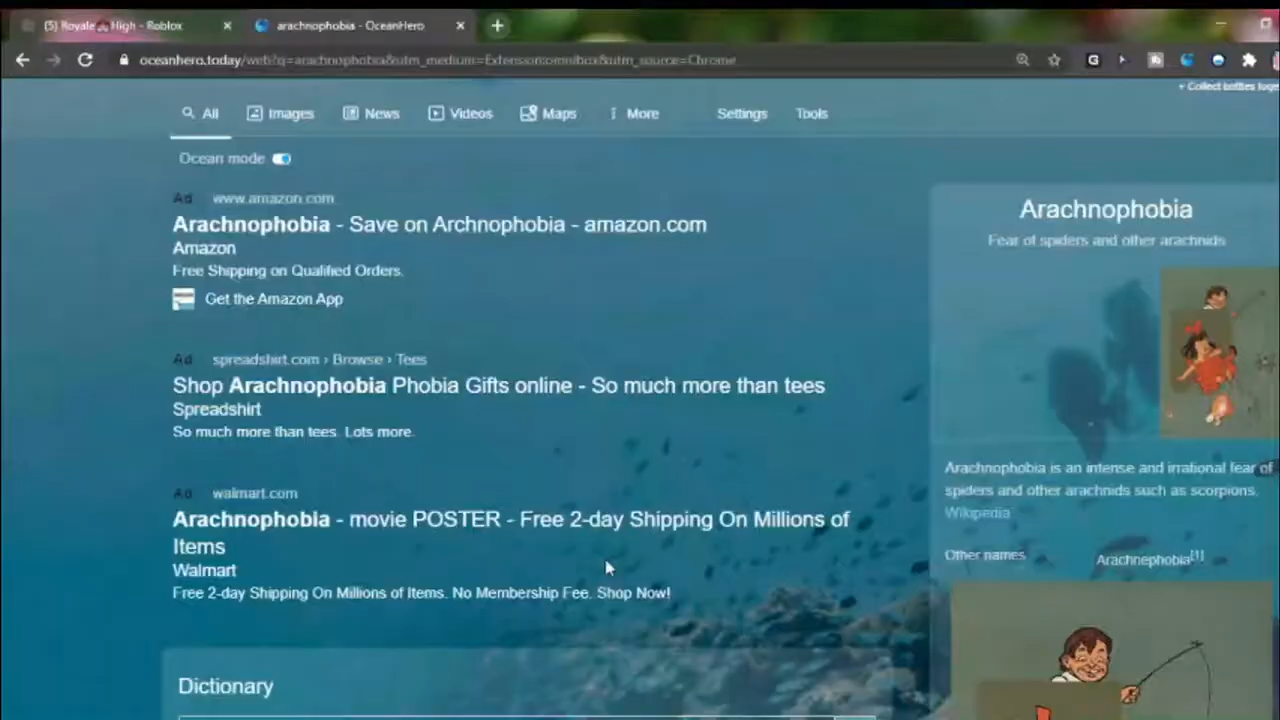 (5) Royale High - Roblox
arachnophobia - OceanHero
oceanhero.today/web?q=arachnophobia&utm_medium=Extension:omnibox&utm_source=Chrome
+ Collect bottles
All Images News Videos Maps More Settings Tools
Ocean mode
Ad www.amazon.com
Arachnophobia - Save on Archnophobia - amazon.com
Amazon
Free Shipping on Qualified Orders.
Get the Amazon App
Ad spreadshirt.com › Browse › Tees
Shop Arachnophobia Phobia Gifts online - So much more than tees
Spreadshirt
So much more than tees. Lots more.
Ad walmart.com
Arachnophobia - movie POSTER - Free 2-day Shipping On Millions of
Items
Walmart
Free 2-day Shipping On Millions of Items. No Membership Fee. Shop Now!
Dictionary
Arachnophobia
Fear of spiders and other arachnids
Arachnophobia is an intense and irrational fear of
spiders and other arachnids such as scorpions.
Wikipedia
Other names Arachnephobia[1]